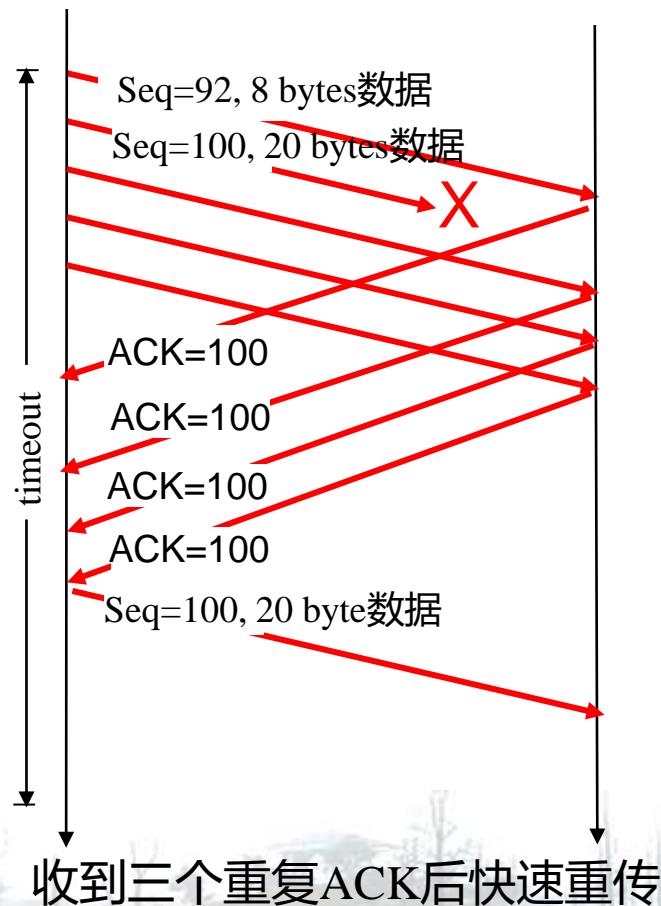 Seq=92, 8 bytes数据
Seq=100, 20 bytes数据
X
timeout
ACK=100
ACK=100
ACK=100
ACK=100
Seq=100, 20 byte数据
收到三个重复ACK后快速重传